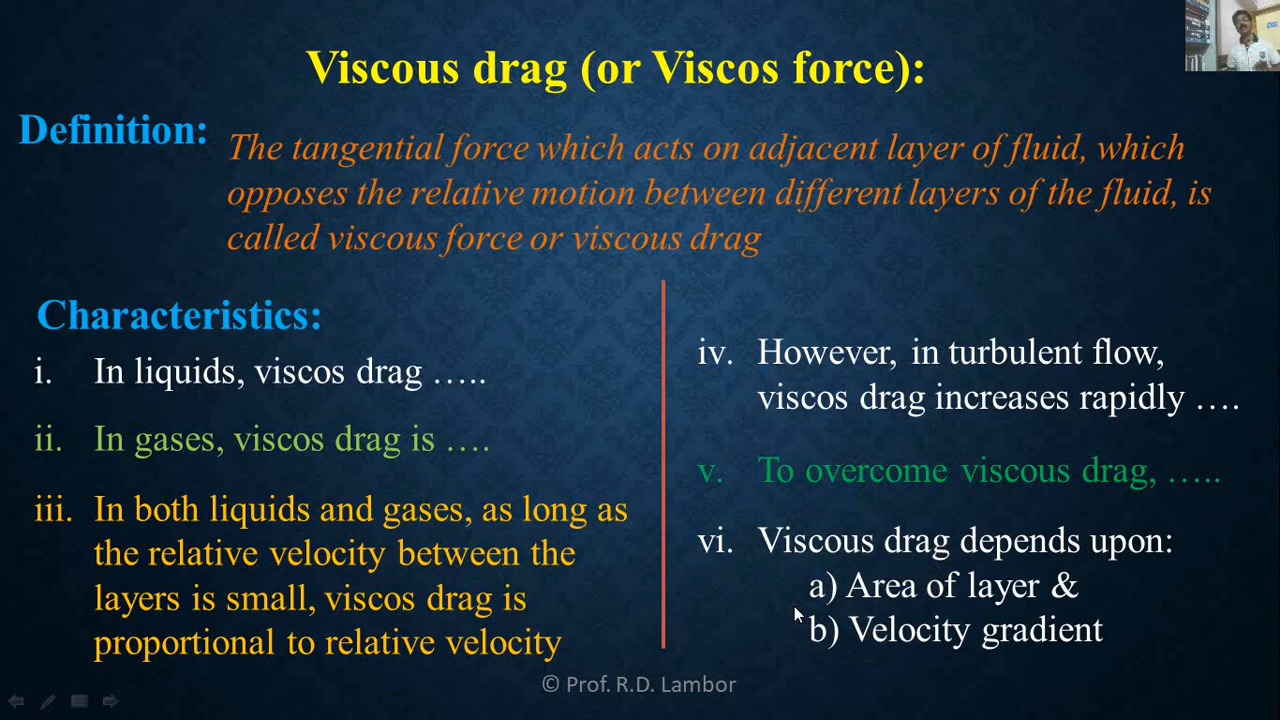 Viscous drag (or Viscos force):
Definition:
The tangential force which acts on adjacent layer of fluid, which
opposes the relative motion between different layers of the fluid, is
called viscous force or viscous drag
Characteristics:
i. In liquids, viscos drag …..
ii. In gases, viscos drag is ….
iii. In both liquids and gases, as long as
the relative velocity between the
layers is small, viscos drag is
proportional to relative velocity
iv. However, in turbulent flow,
viscos drag increases rapidly ….
v. To overcome viscous drag, …..
vi. Viscous drag depends upon:
a) Area of layer &
b) Velocity gradient
© Prof. R.D. Lambor